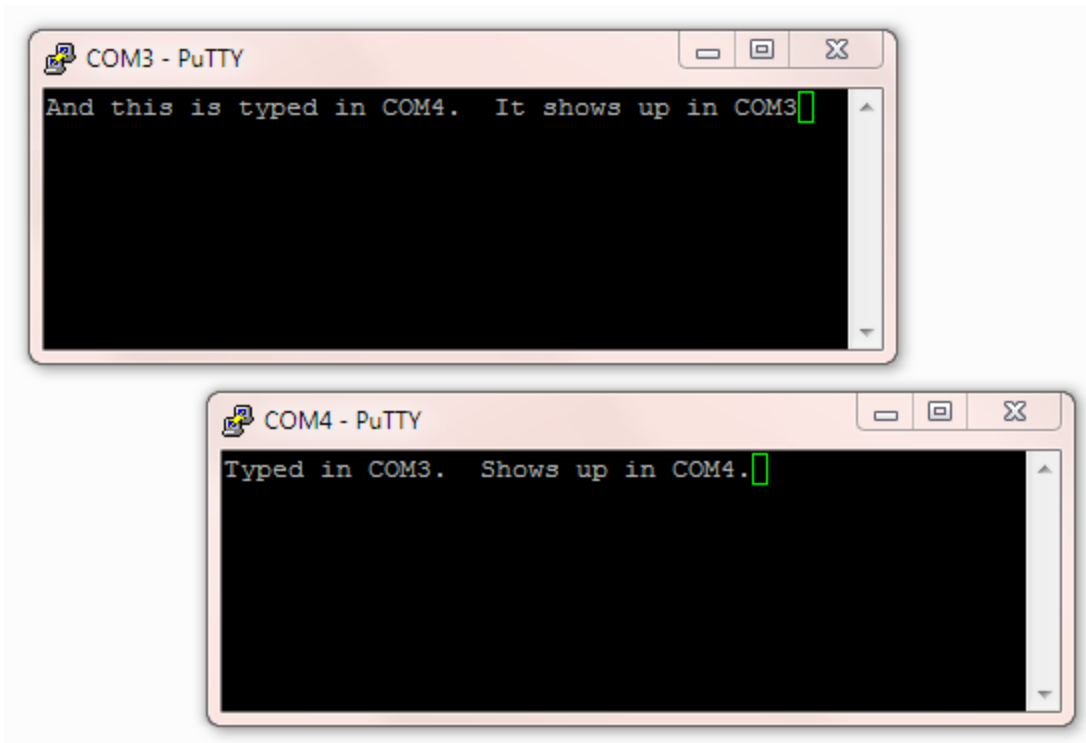 COM3 - PuTTY
And this is typed in COM4.  It shows up in COM3
COM4 - PuTTY
Typed in COM3.  Shows up in COM4.